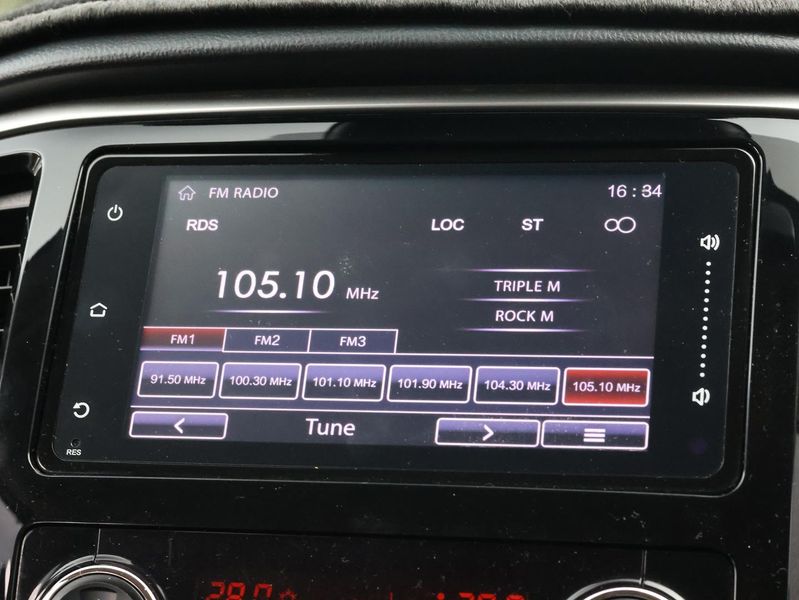 FM RADIO 16 : 34
RDS LOC ST
105.10 MHz
TRIPLE M
ROCK M
FM1 FM2 FM3
91.50 MHz 100.30 MHz 101.10 MHz 101.90 MHz 104.30 MHz 105.10 MHz
Tune
RES